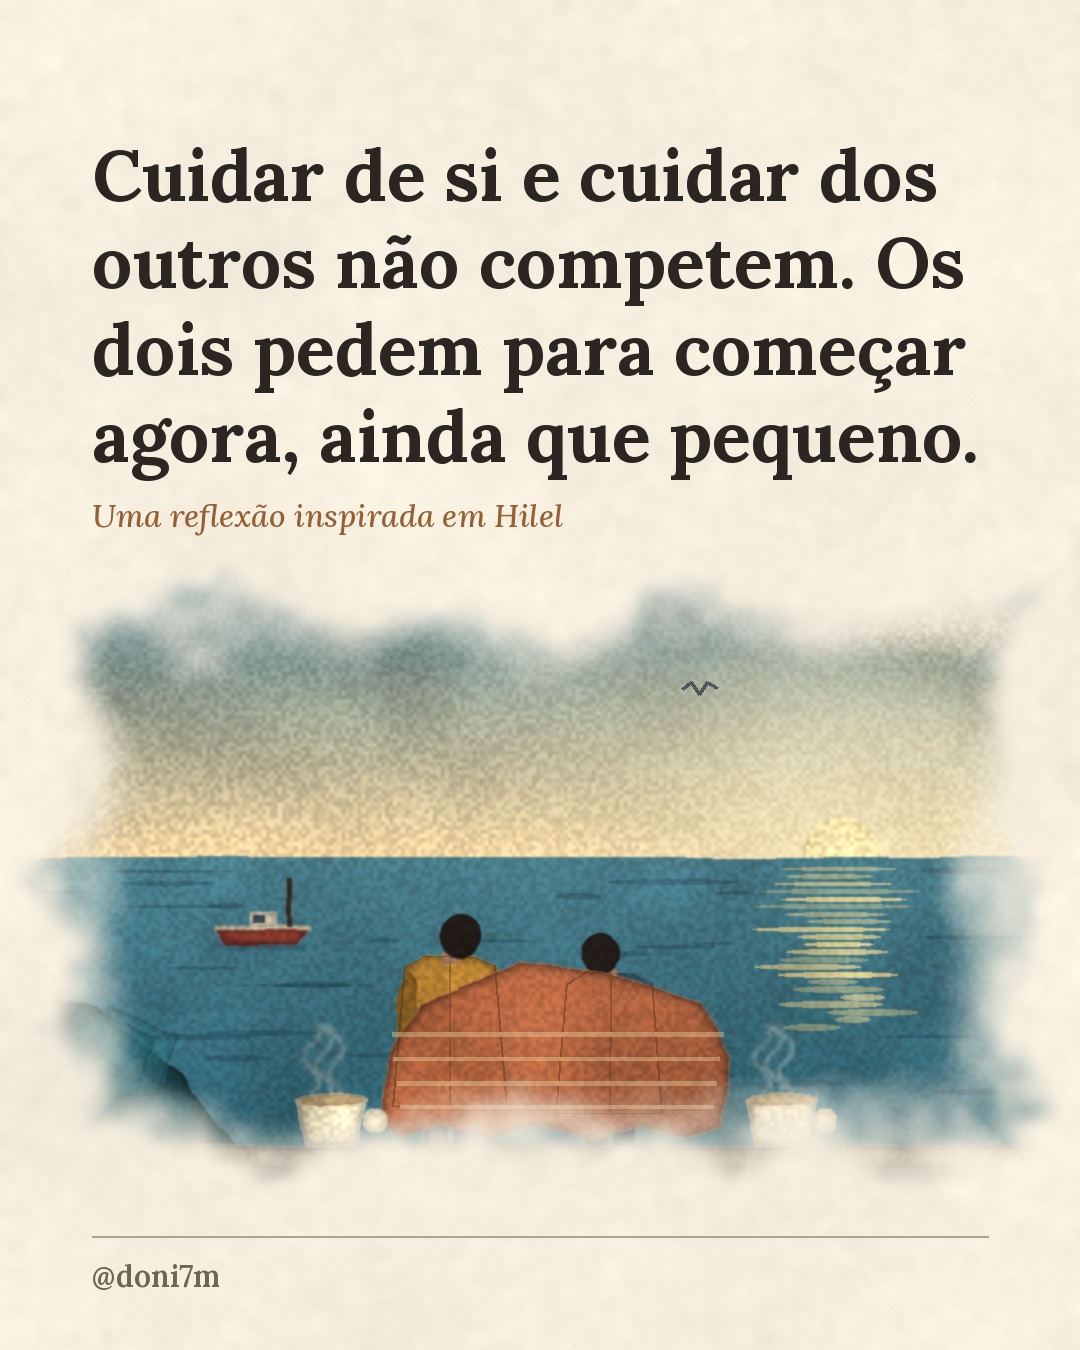 Cuidar de si e cuidar dos
outros não competem. Os
dois pedem para começar
agora, ainda que pequeno.
Uma reflexão inspirada em Hilel
@doni7m